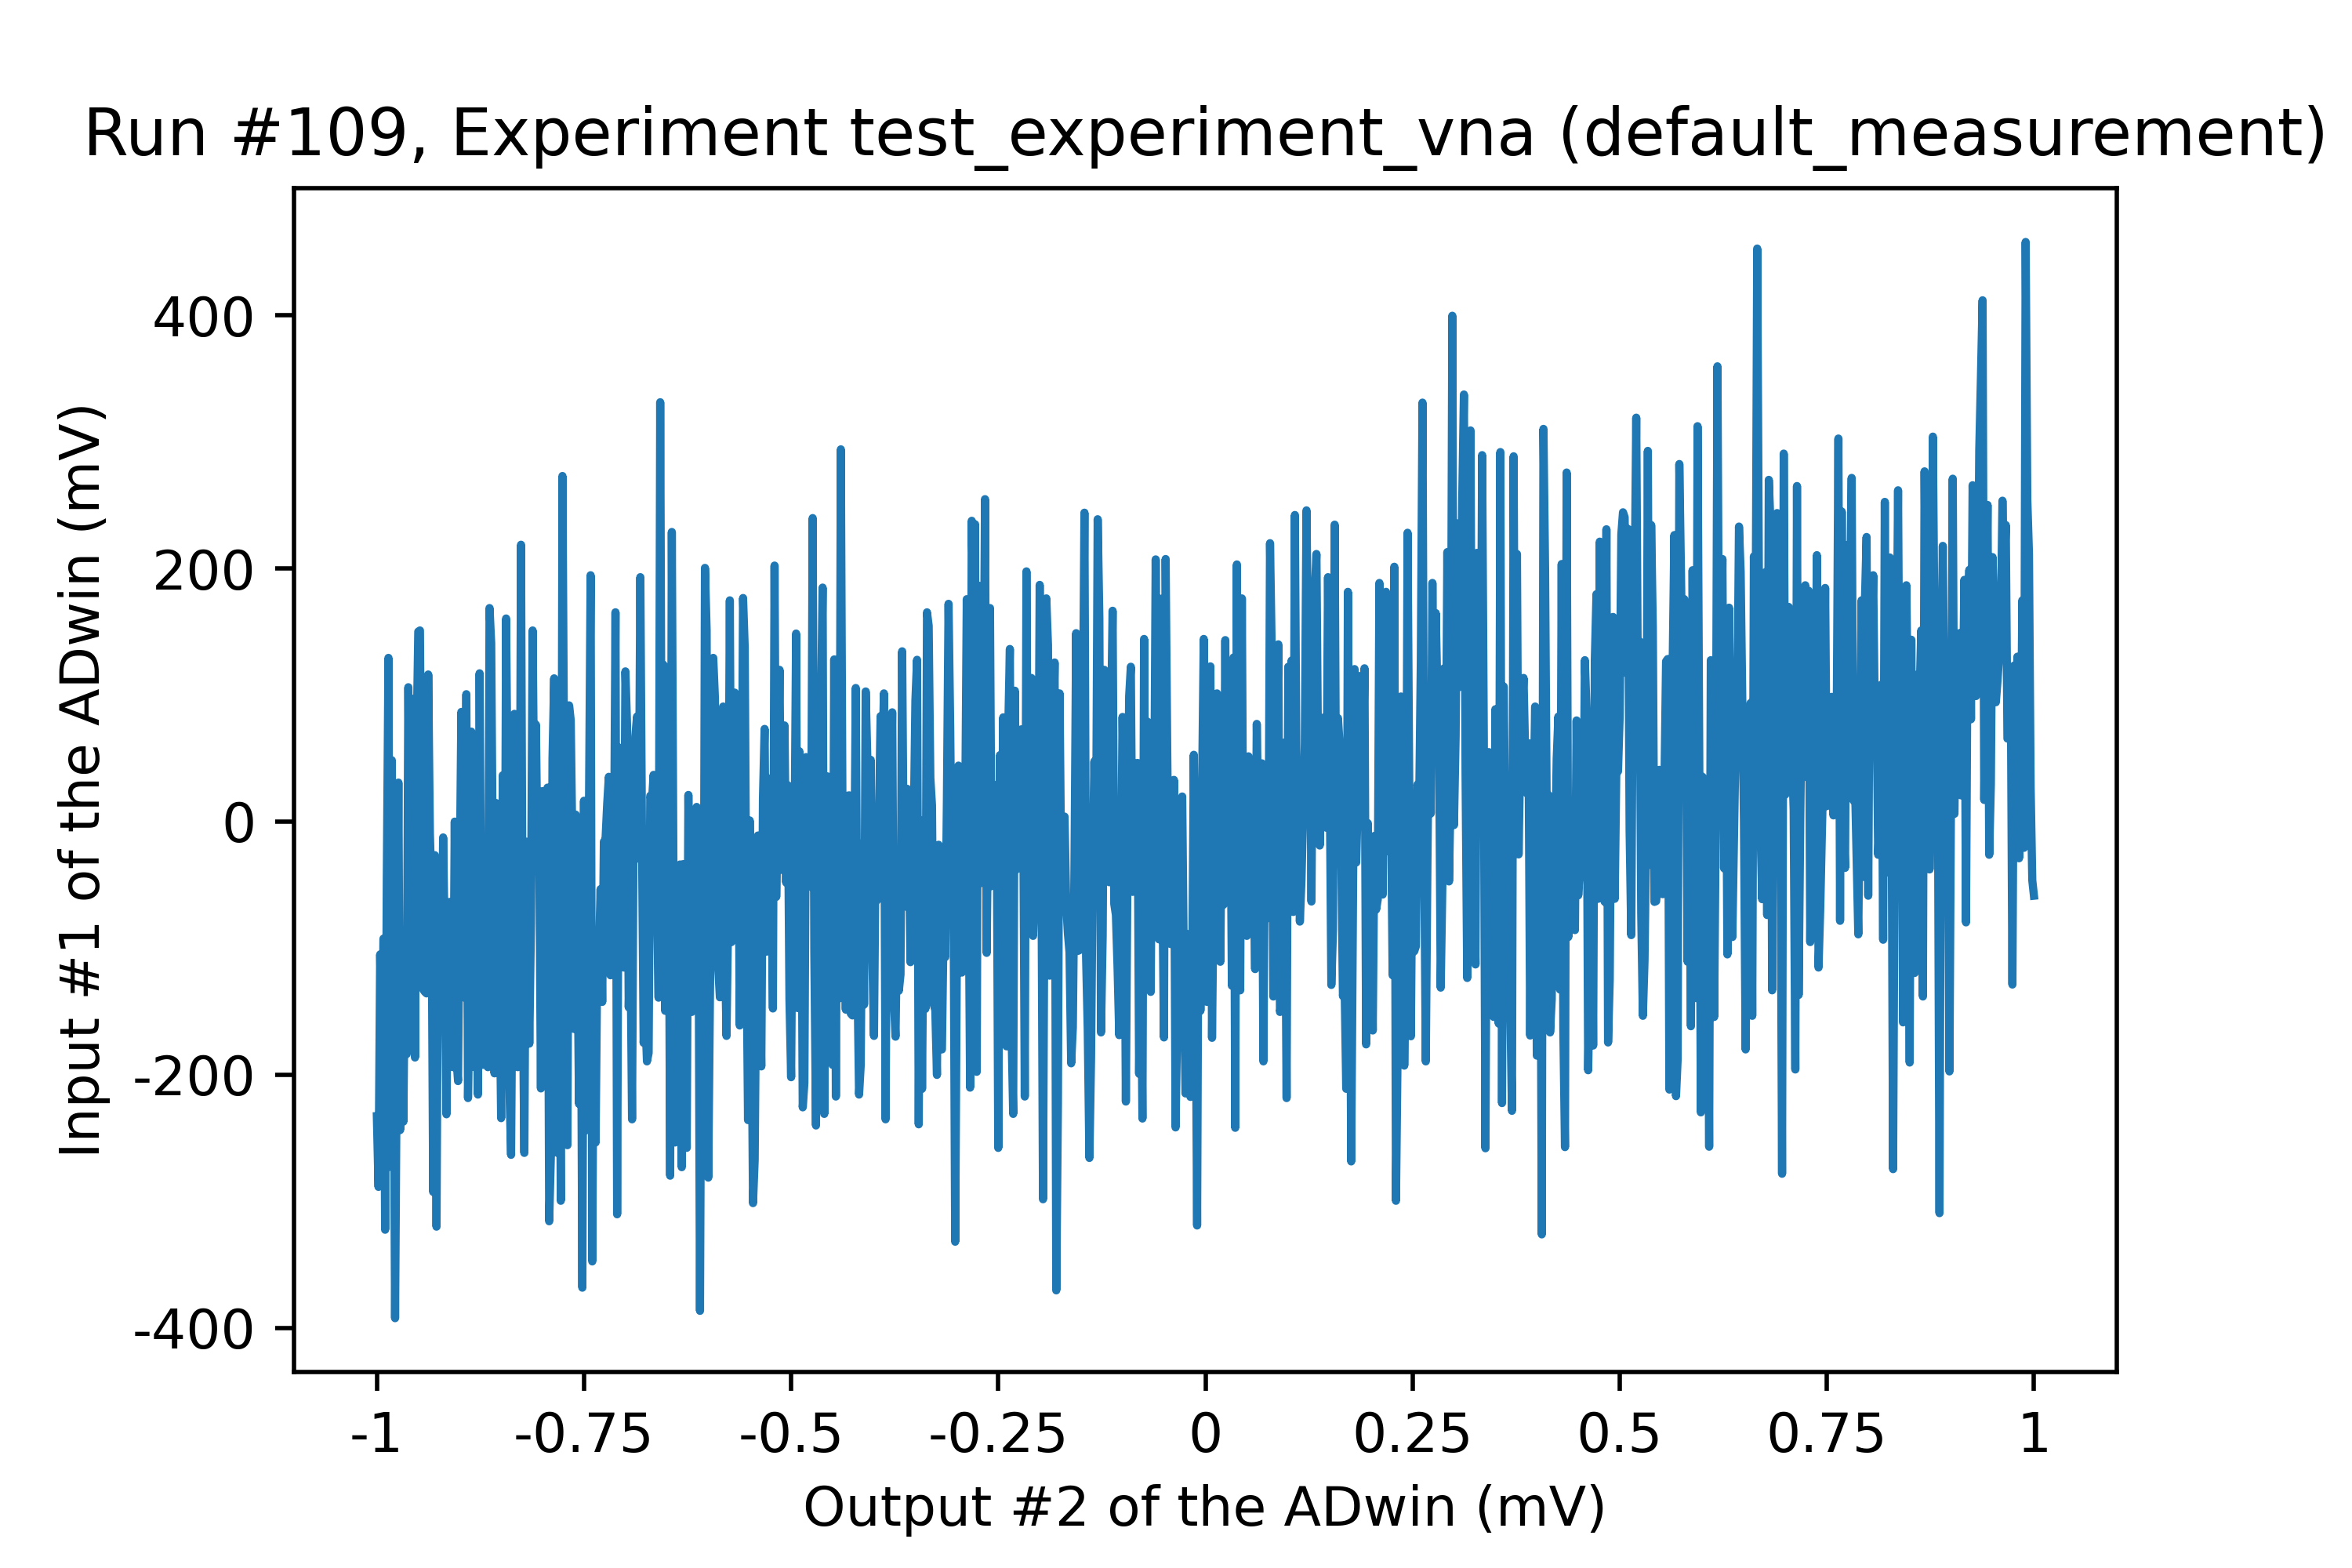 Run #109, Experiment test_experiment_vna (default_measurement)
Input #1 of the ADwin (mV)
400
200
0
-200
-400
-1 -0.75 -0.5 -0.25 0 0.25 0.5 0.75 1
Output #2 of the ADwin (mV)